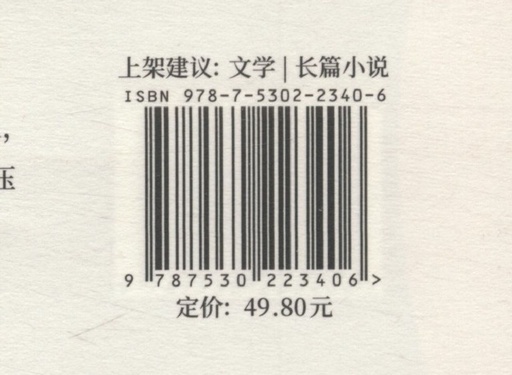 上架建议：文学 | 长篇小说
ISBN 978-7-5302-2340-6
，
压
9 787530 223406 >
定价：49.80元